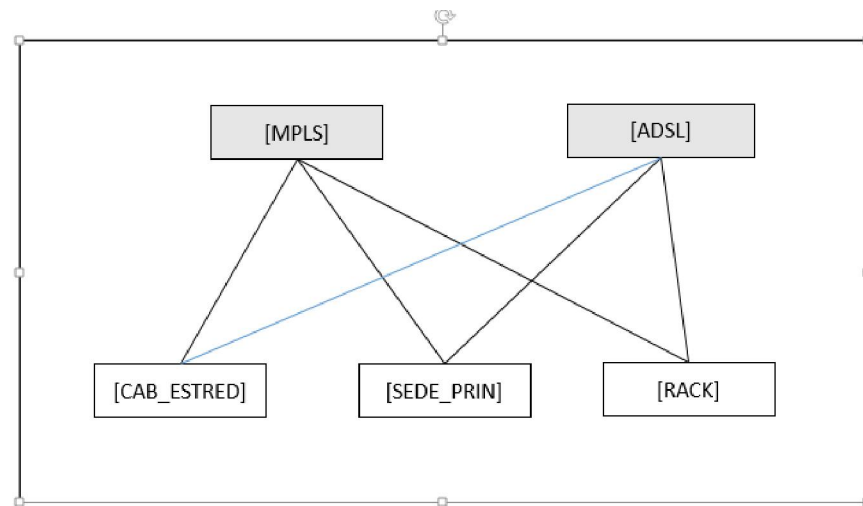 [MPLS]
[ADSL]
[CAB_ESTRED]
[SEDE_PRIN]
[RACK]